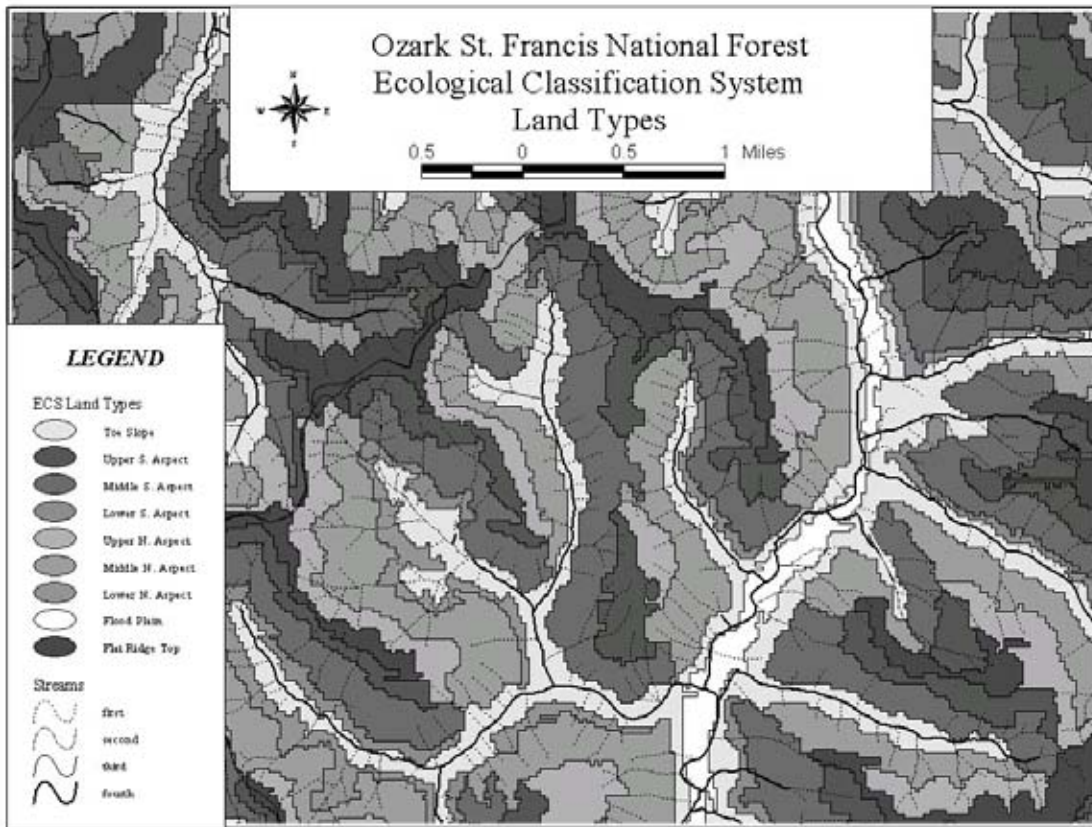 Ozark St. Francis National Forest
Ecological Classification System
Land Types
N
W E
S
0.5 0 0.5 1 Miles
LEGEND
ECS Land Types
Toe Slope
Upper S. Aspect
Middle S. Aspect
Lower S. Aspect
Upper N. Aspect
Middle N. Aspect
Lower N. Aspect
Flood Plain
Flat Ridge Top
Streams
first
second
third
fourth